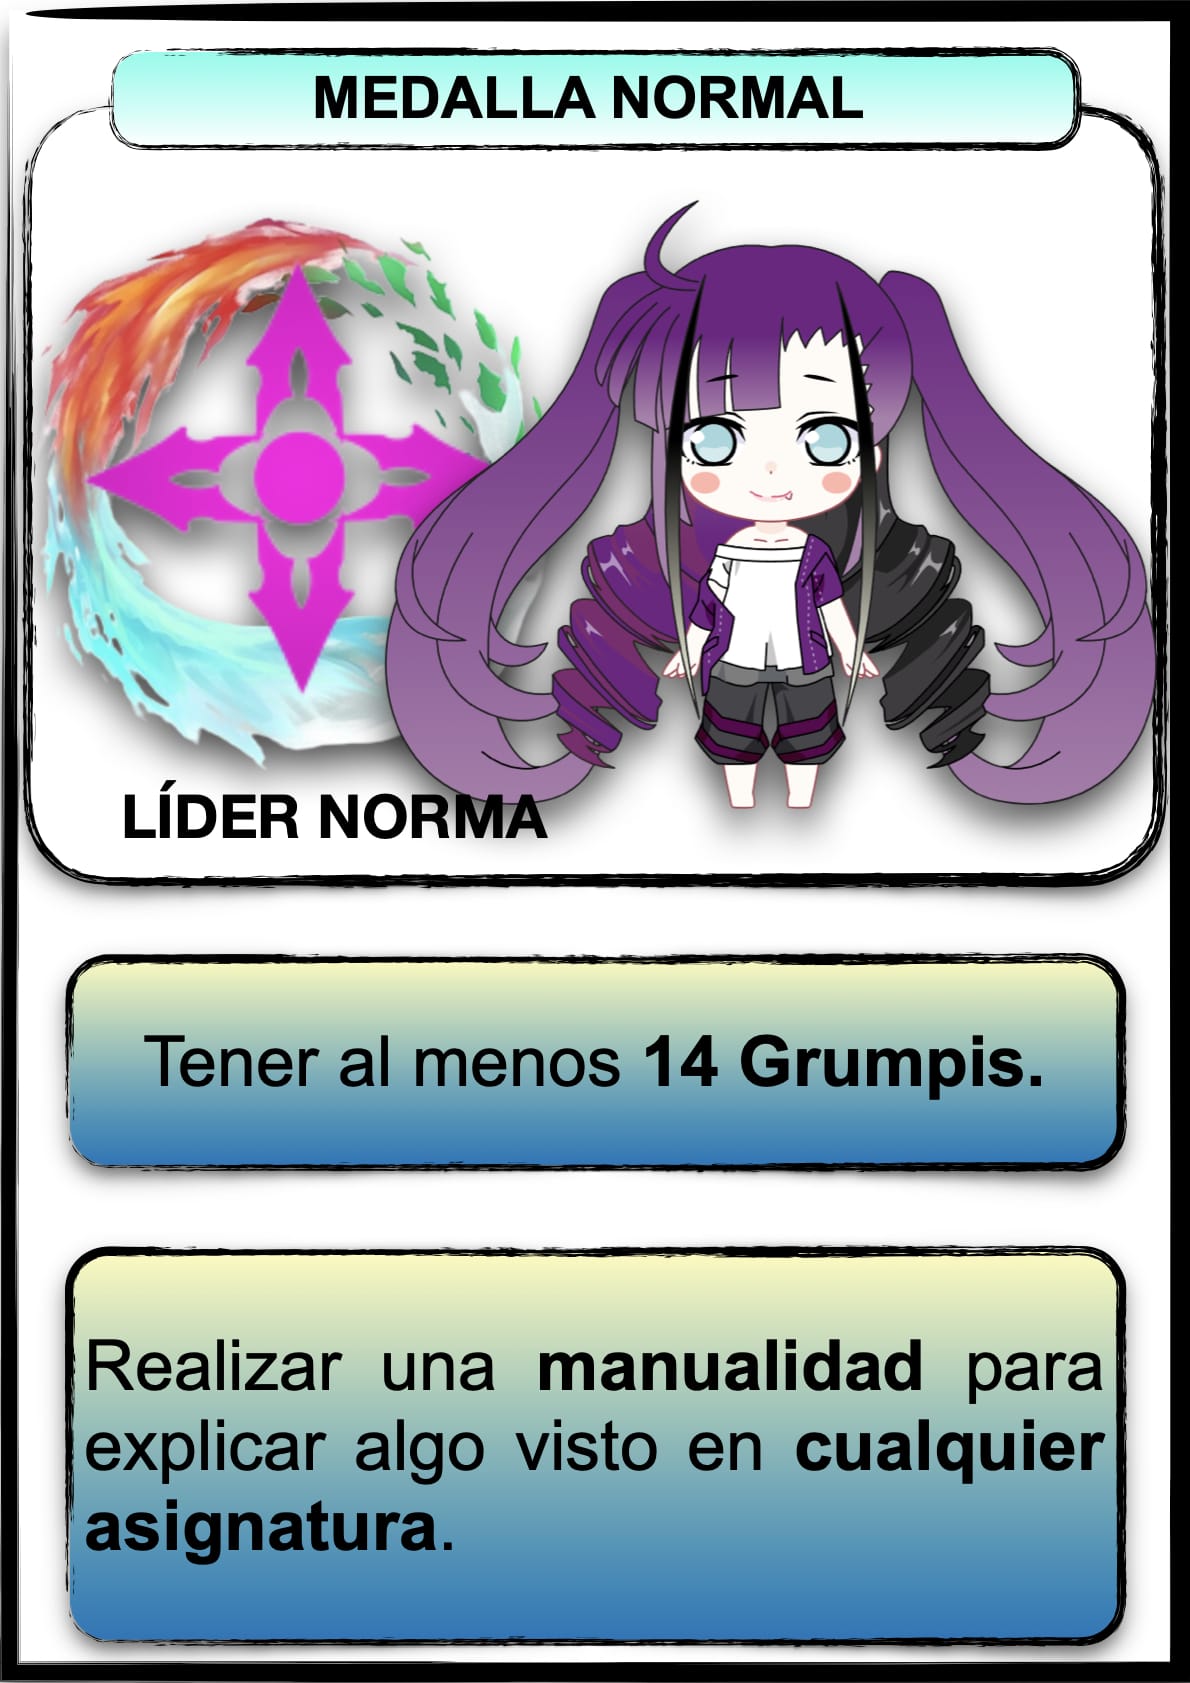 MEDALLA NORMAL
LÍDER NORMA
Tener al menos 14 Grumpis.
Realizar una manualidad para
explicar algo visto en cualquier
asignatura.